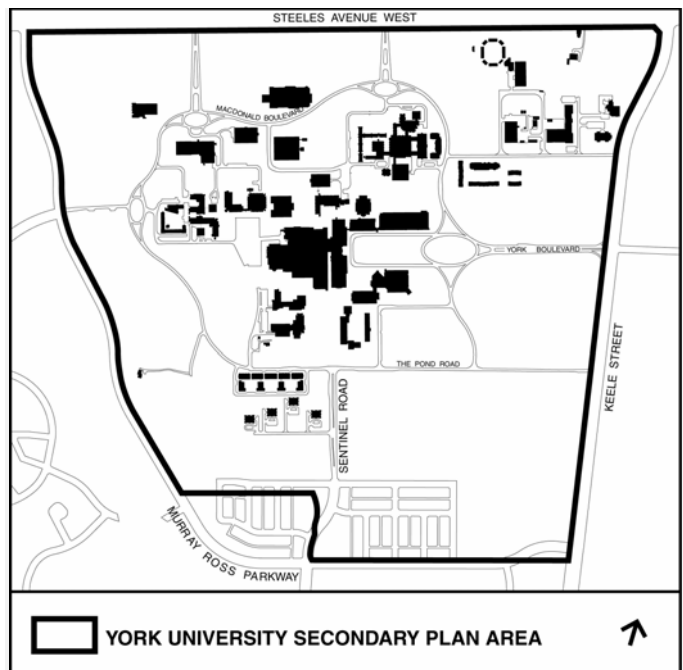 STEELES AVENUE WEST
MACDONALD BOULEVARD
YORK BOULEVARD
KEELE STREET
THE POND ROAD
SENTINEL ROAD
MURRAY ROSS PARKWAY
YORK UNIVERSITY SECONDARY PLAN AREA